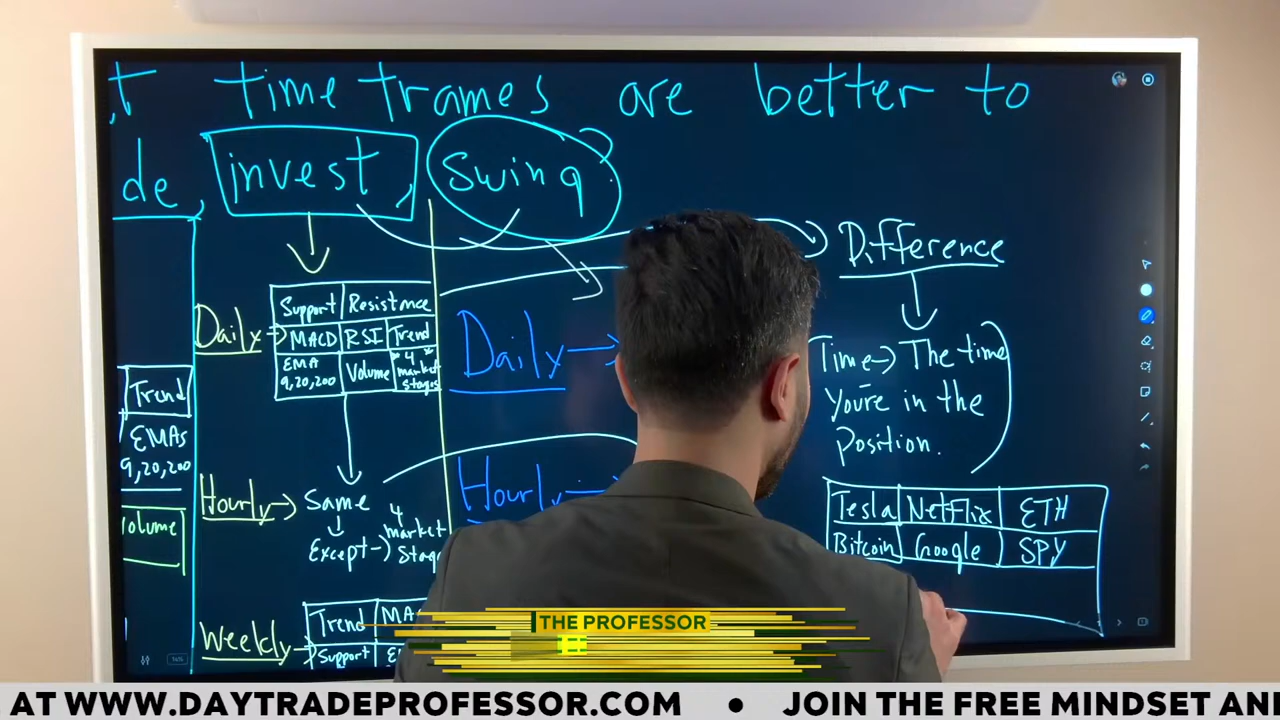 t time frames are better to
de, invest, swing
Difference
Daily → Support Resistance
MACD RSI Trend
EMA 9,20,200 Volume *4* market stages
Daily →
Time → The time
You're in the
Position.
Trend
EMAs
9,20,200
Volume
Hourly → Same
Except → 4 market Stag
Hourly →
Tesla Netflix ETH
Bitcoin Google SPY
Weekly → Trend MA
Support E
THE PROFESSOR
AT WWW.DAYTRADEPROFESSOR.COM • JOIN THE FREE MINDSET AN